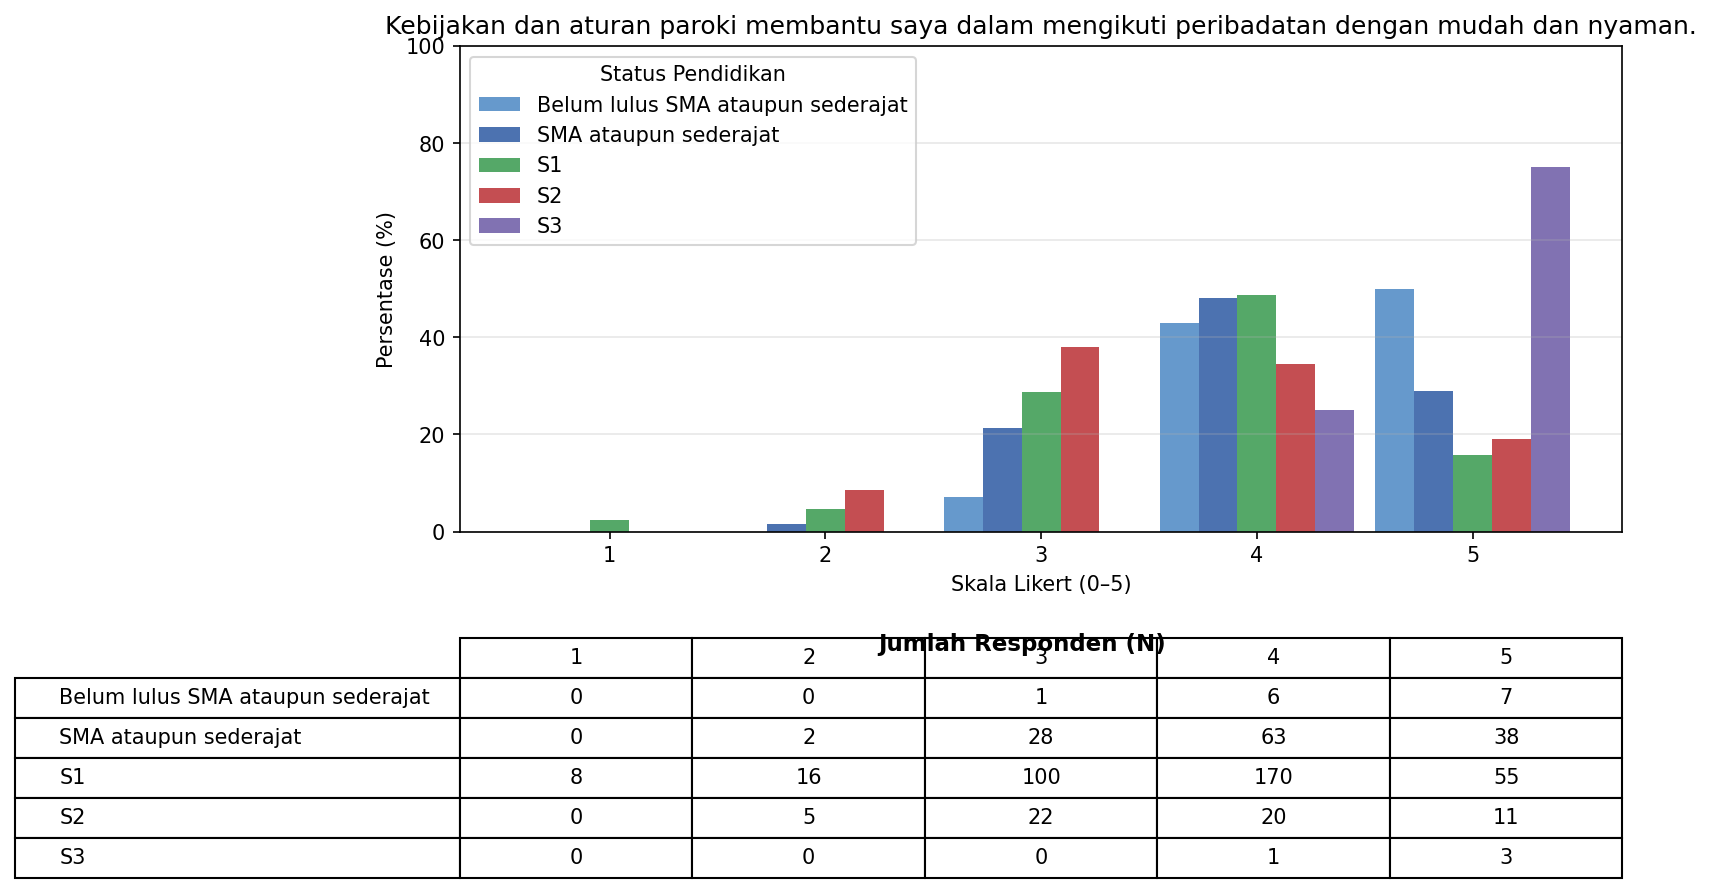 Kebijakan dan aturan paroki membantu saya dalam mengikuti peribadatan dengan mudah dan nyaman.
100
80
60
40
20
0
Persentase (%)
Status Pendidikan
Belum lulus SMA ataupun sederajat
SMA ataupun sederajat
S1
S2
S3
1 2 3 4 5
Skala Likert (0–5)
Jumlah Responden (N)
1 2 3 4 5
Belum lulus SMA ataupun sederajat 0 0 1 6 7
SMA ataupun sederajat 0 2 28 63 38
S1 8 16 100 170 55
S2 0 5 22 20 11
S3 0 0 0 1 3